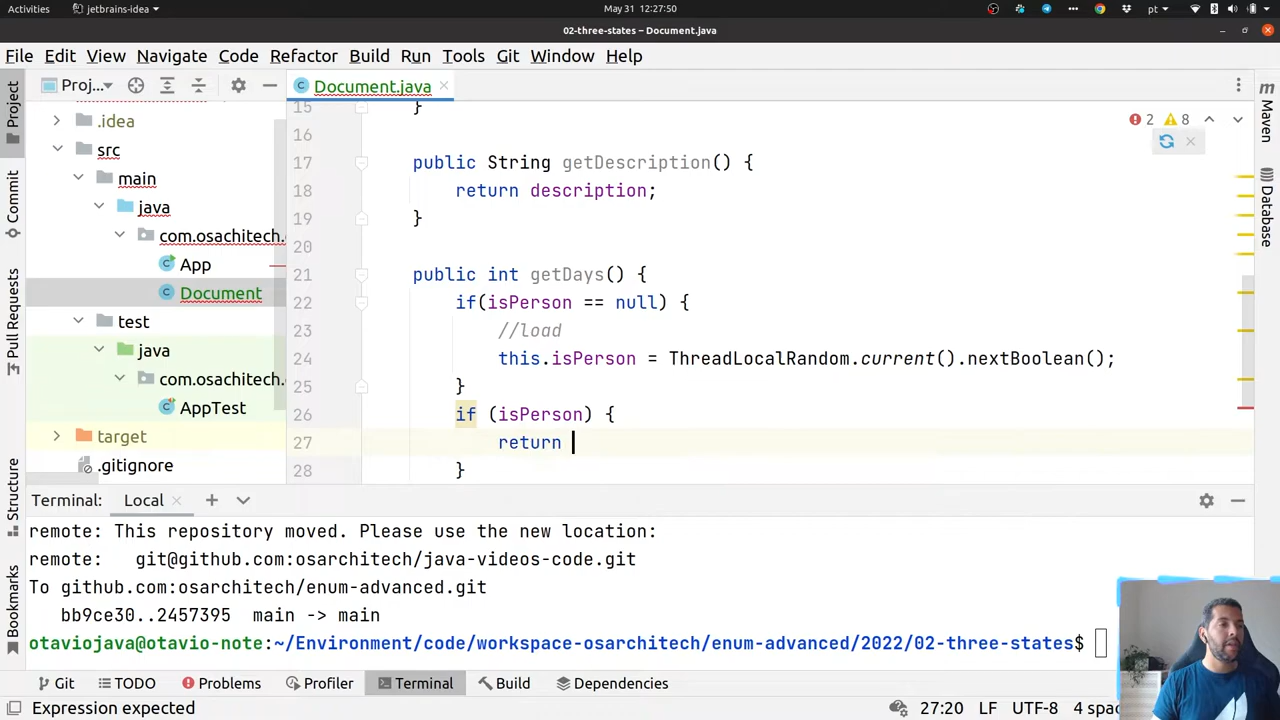 Activities
jetbrains-idea
May 31 12:27:50
pt
02-three-states – Document.java
File Edit View Navigate Code Refactor Build Run Tools Git Window Help
Proj...
Document.java
.idea
src
main
java
com.osachitech.
App
Document
test
java
com.osachitech.
AppTest
target
.gitignore
Project
Commit
Pull Requests
Structure
Bookmarks
Maven
Database
2 8
15 }
16
17 public String getDescription() {
18 return description;
19 }
20
21 public int getDays() {
22 if(isPerson == null) {
23 //load
24 this.isPerson = ThreadLocalRandom.current().nextBoolean();
25 }
26 if (isPerson) {
27 return
28 }
Terminal: Local
remote: This repository moved. Please use the new location:
remote: git@github.com:osarchitech/java-videos-code.git
To github.com:osarchitech/enum-advanced.git
bb9ce30..2457395 main -> main
otaviojava@otavio-note:~/Environment/code/workspace-osarchitech/enum-advanced/2022/02-three-states$
Git TODO Problems Profiler Terminal Build Dependencies
Expression expected
27:20 LF UTF-8 4 spac